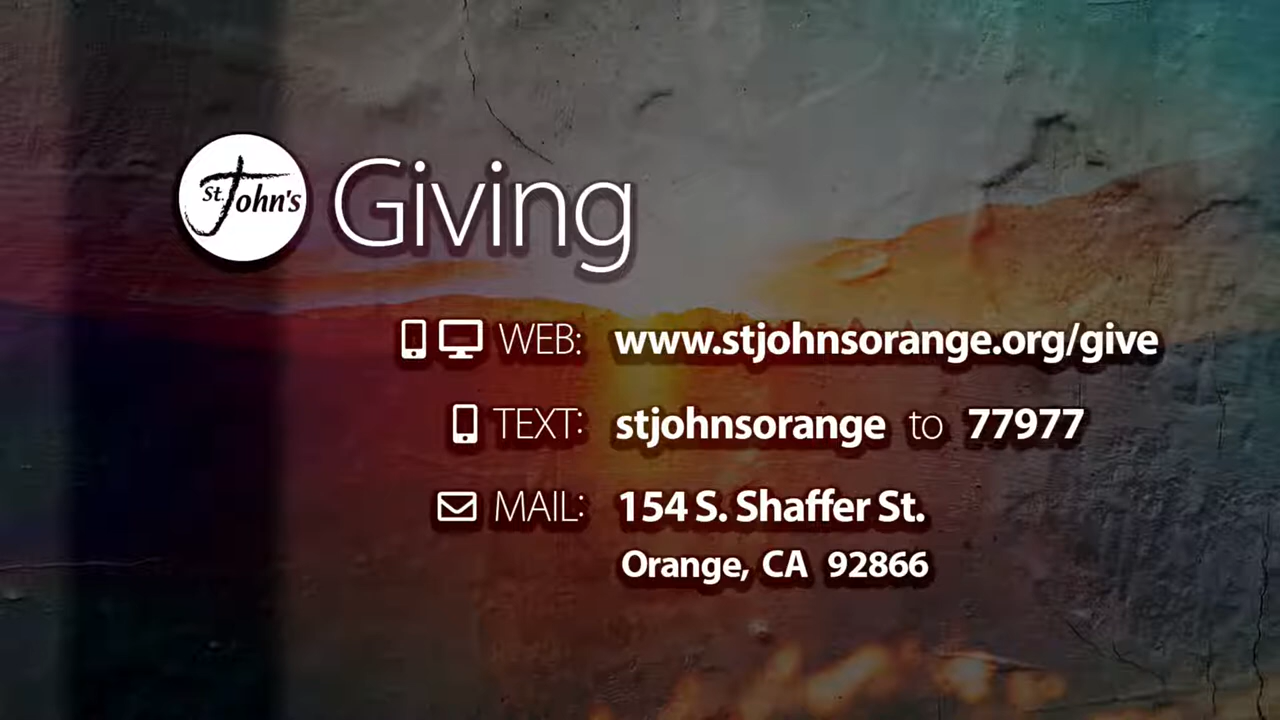 St. John's
Giving
WEB: www.stjohnsorange.org/give
TEXT: stjohnsorange to 77977
MAIL: 154 S. Shaffer St.
Orange, CA 92866